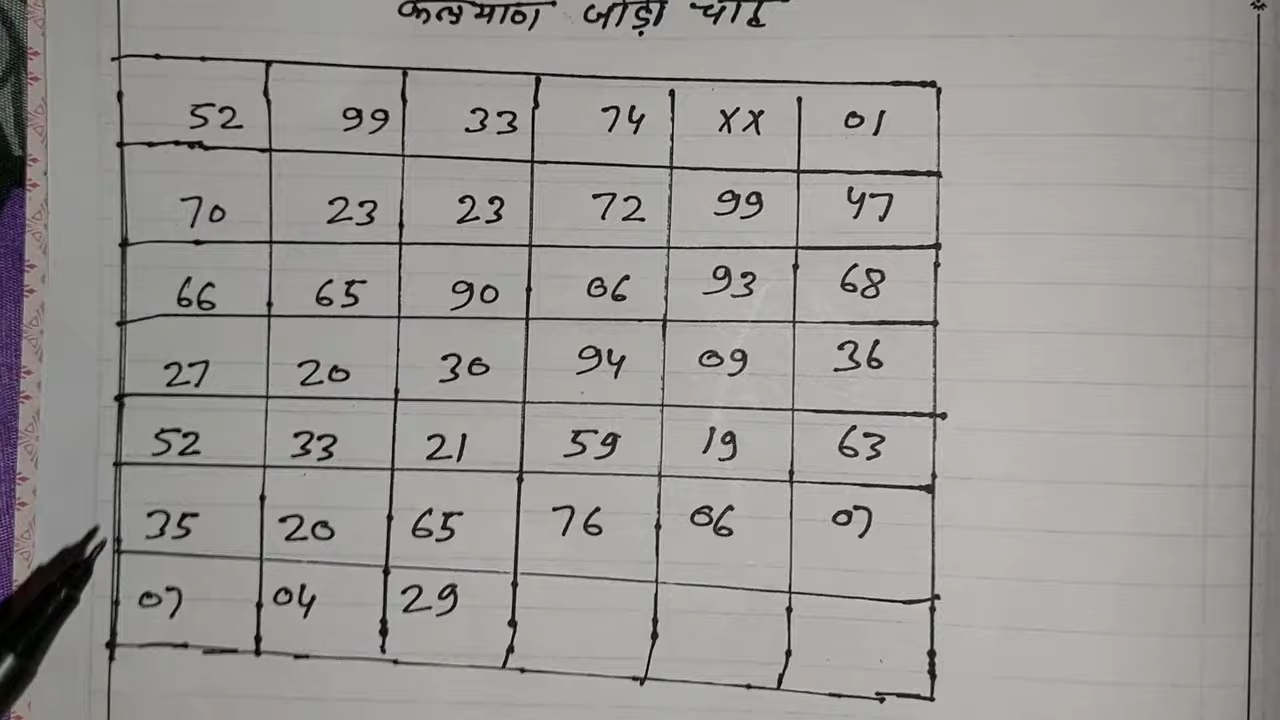 कल्याण जोड़ी चार्ट
52 99 33 74 XX 01
70 23 23 72 99 47
66 65 90 06 93 68
27 20 30 94 09 36
52 33 21 59 19 63
35 20 65 76 06 07
07 04 29